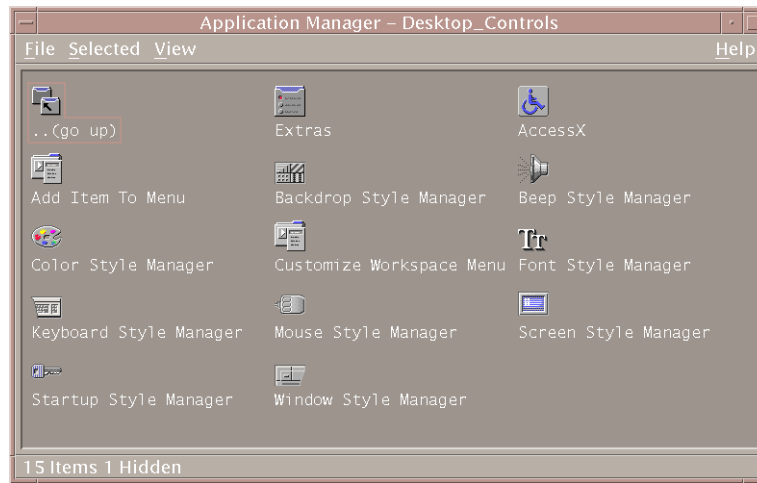 Application Manager – Desktop_Controls
File Selected View Help
..(go up) Extras AccessX
Add Item To Menu Backdrop Style Manager Beep Style Manager
Color Style Manager Customize Workspace Menu Font Style Manager
Keyboard Style Manager Mouse Style Manager Screen Style Manager
Startup Style Manager Window Style Manager
15 Items 1 Hidden